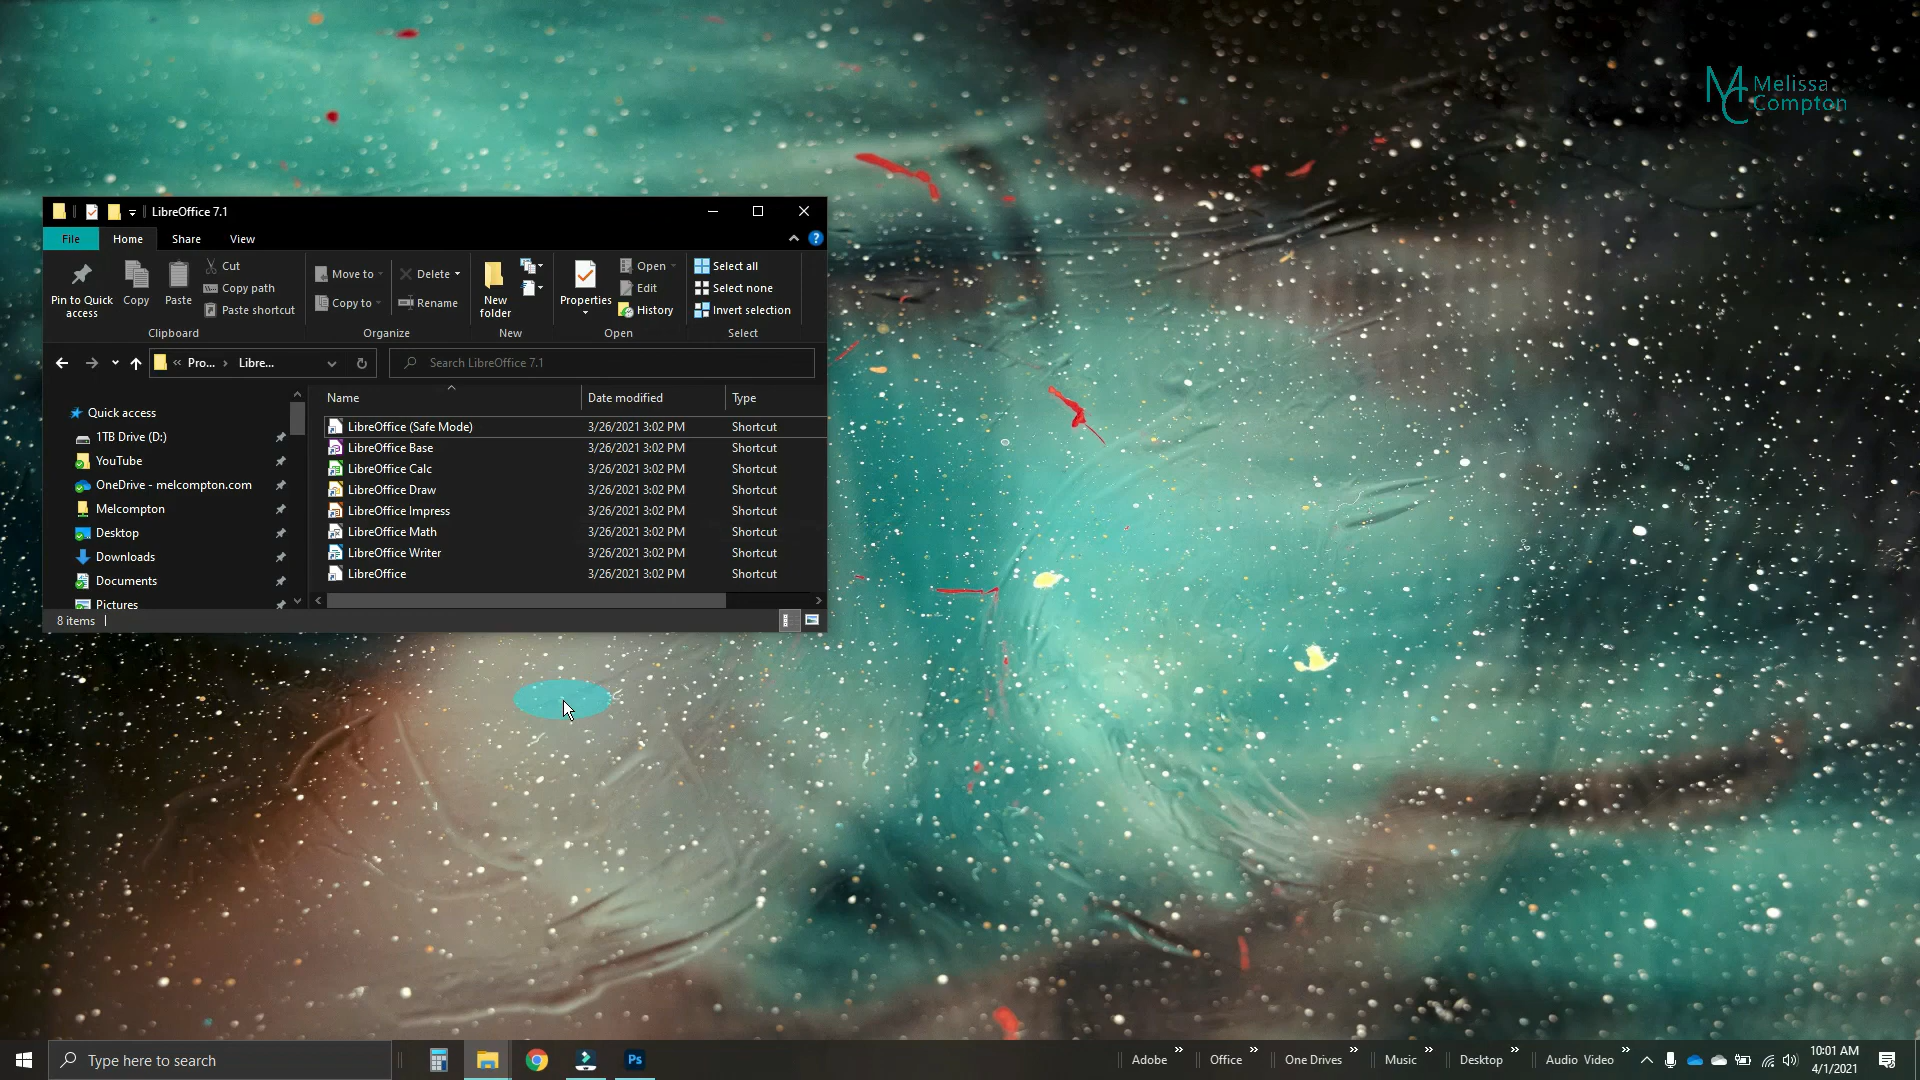 Melissa
Compton
LibreOffice 7.1
File Home Share View
Pin to Quick access
Copy
Paste
Cut
Copy path
Paste shortcut
Clipboard
Move to
Copy to
Delete
Rename
Organize
New folder
New
Properties
Open
Edit
History
Open
Select all
Select none
Invert selection
Select
« Pro... › Libre...
Search LibreOffice 7.1
Quick access
1TB Drive (D:)
YouTube
OneDrive - melcompton.com
Melcompton
Desktop
Downloads
Documents
Pictures
Name Date modified Type
LibreOffice (Safe Mode) 3/26/2021 3:02 PM Shortcut
LibreOffice Base 3/26/2021 3:02 PM Shortcut
LibreOffice Calc 3/26/2021 3:02 PM Shortcut
LibreOffice Draw 3/26/2021 3:02 PM Shortcut
LibreOffice Impress 3/26/2021 3:02 PM Shortcut
LibreOffice Math 3/26/2021 3:02 PM Shortcut
LibreOffice Writer 3/26/2021 3:02 PM Shortcut
LibreOffice 3/26/2021 3:02 PM Shortcut
8 items
Type here to search
Ps
Adobe » Office » One Drives » Music » Desktop » Audio Video »
10:01 AM
4/1/2021